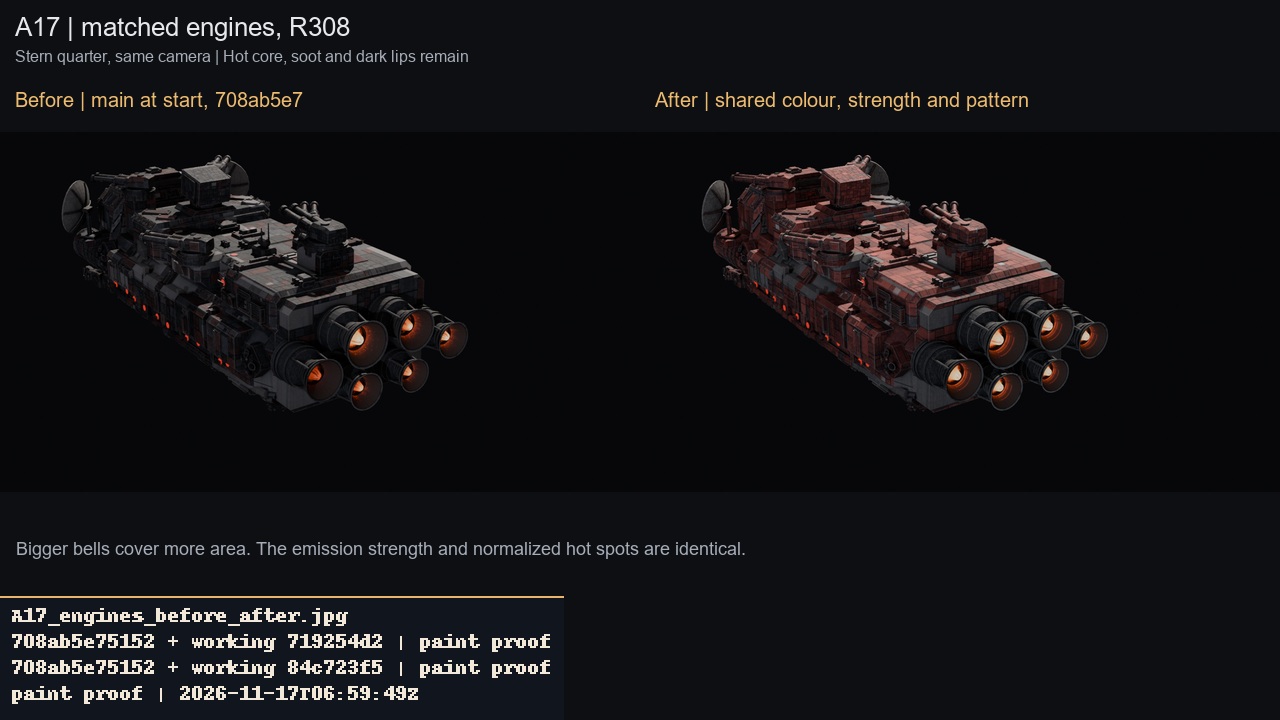 A17 | matched engines, R308
Stern quarter, same camera | Hot core, soot and dark lips remain
Before | main at start, 708ab5e7
After | shared colour, strength and pattern
Bigger bells cover more area. The emission strength and normalized hot spots are identical.
A17_engines_before_after.jpg
708ab5e75152 + working 719254d2 | paint proof
708ab5e75152 + working 84c723f5 | paint proof
paint proof | 2026-11-17T06:59:49Z